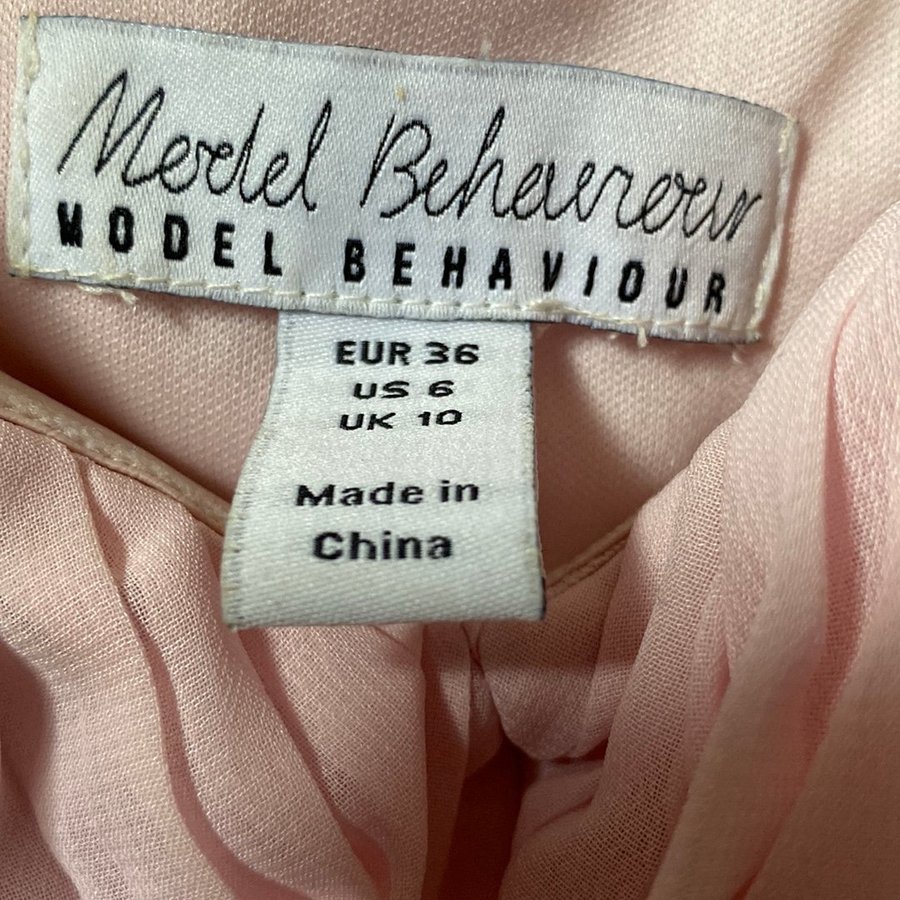 Model Behaviour
MODEL BEHAVIOUR
EUR 36
US 6
UK 10
Made in
China